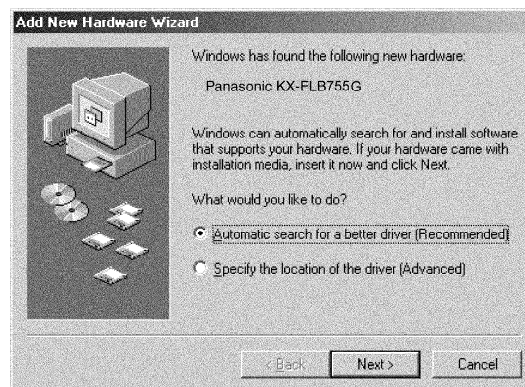 Add New Hardware Wizard
Windows has found the following new hardware:
Panasonic KX-FLB755G
Windows can automatically search for and install software
that supports your hardware. If your hardware came with
installation media, insert it now and click Next.
What would you like to do?
Automatic search for a better driver (Recommended)
Specify the location of the driver (Advanced)
< Back
Next >
Cancel